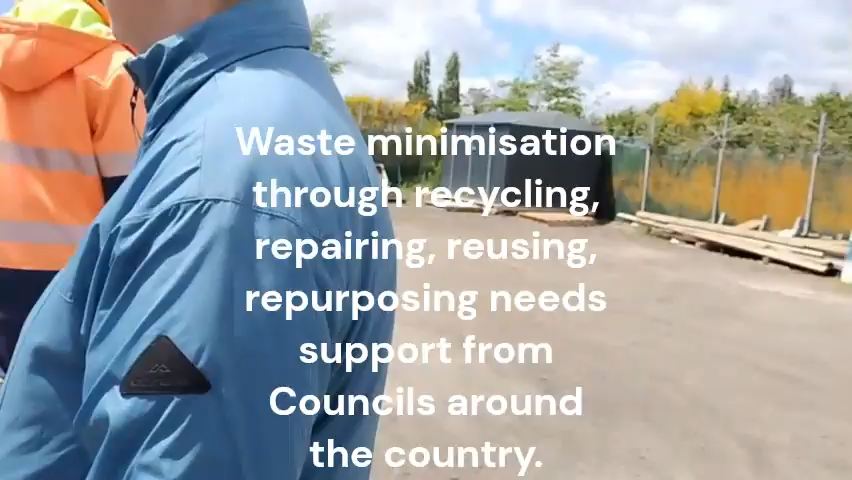 Waste minimisation
through recycling,
repairing, reusing,
repurposing needs
support from
Councils around
the country.